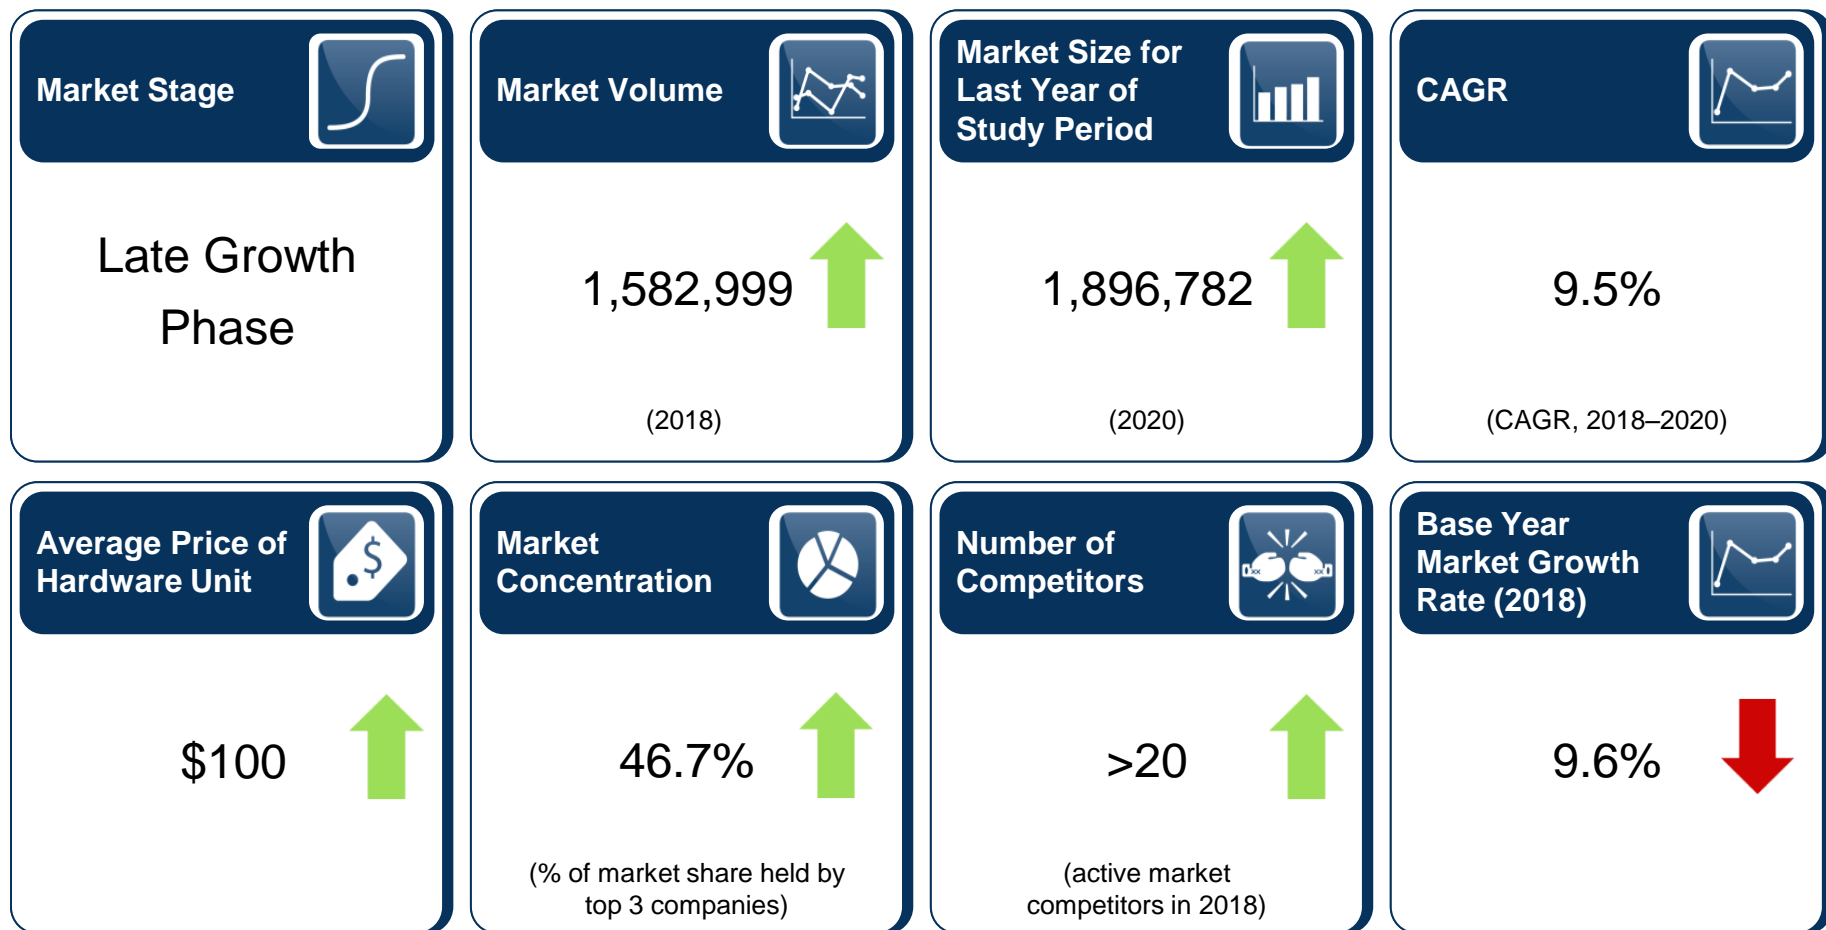 Market Stage
Late Growth
Phase
Market Volume
1,582,999
(2018)
Market Size for
Last Year of
Study Period
1,896,782
(2020)
CAGR
9.5%
(CAGR, 2018–2020)
Average Price of
Hardware Unit
$
$100
Market
Concentration
46.7%
(% of market share held by
top 3 companies)
Number of
Competitors
>20
(active market
competitors in 2018)
Base Year
Market Growth
Rate (2018)
9.6%